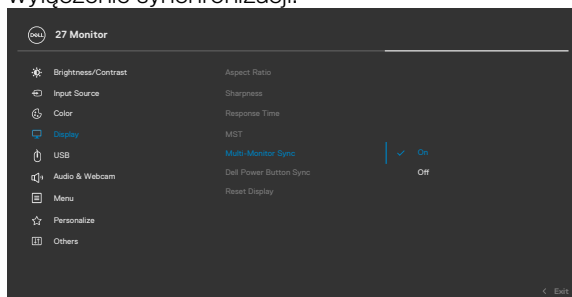 wyłączenie synchronizacji.
DELL 27 Monitor
Brightness/Contrast
Input Source
Color
Display
USB
Audio & Webcam
Menu
Personalize
Others
Aspect Ratio
Sharpness
Response Time
MST
Multi-Monitor Sync
Dell Power Button Sync
Reset Display
On
Off
Exit